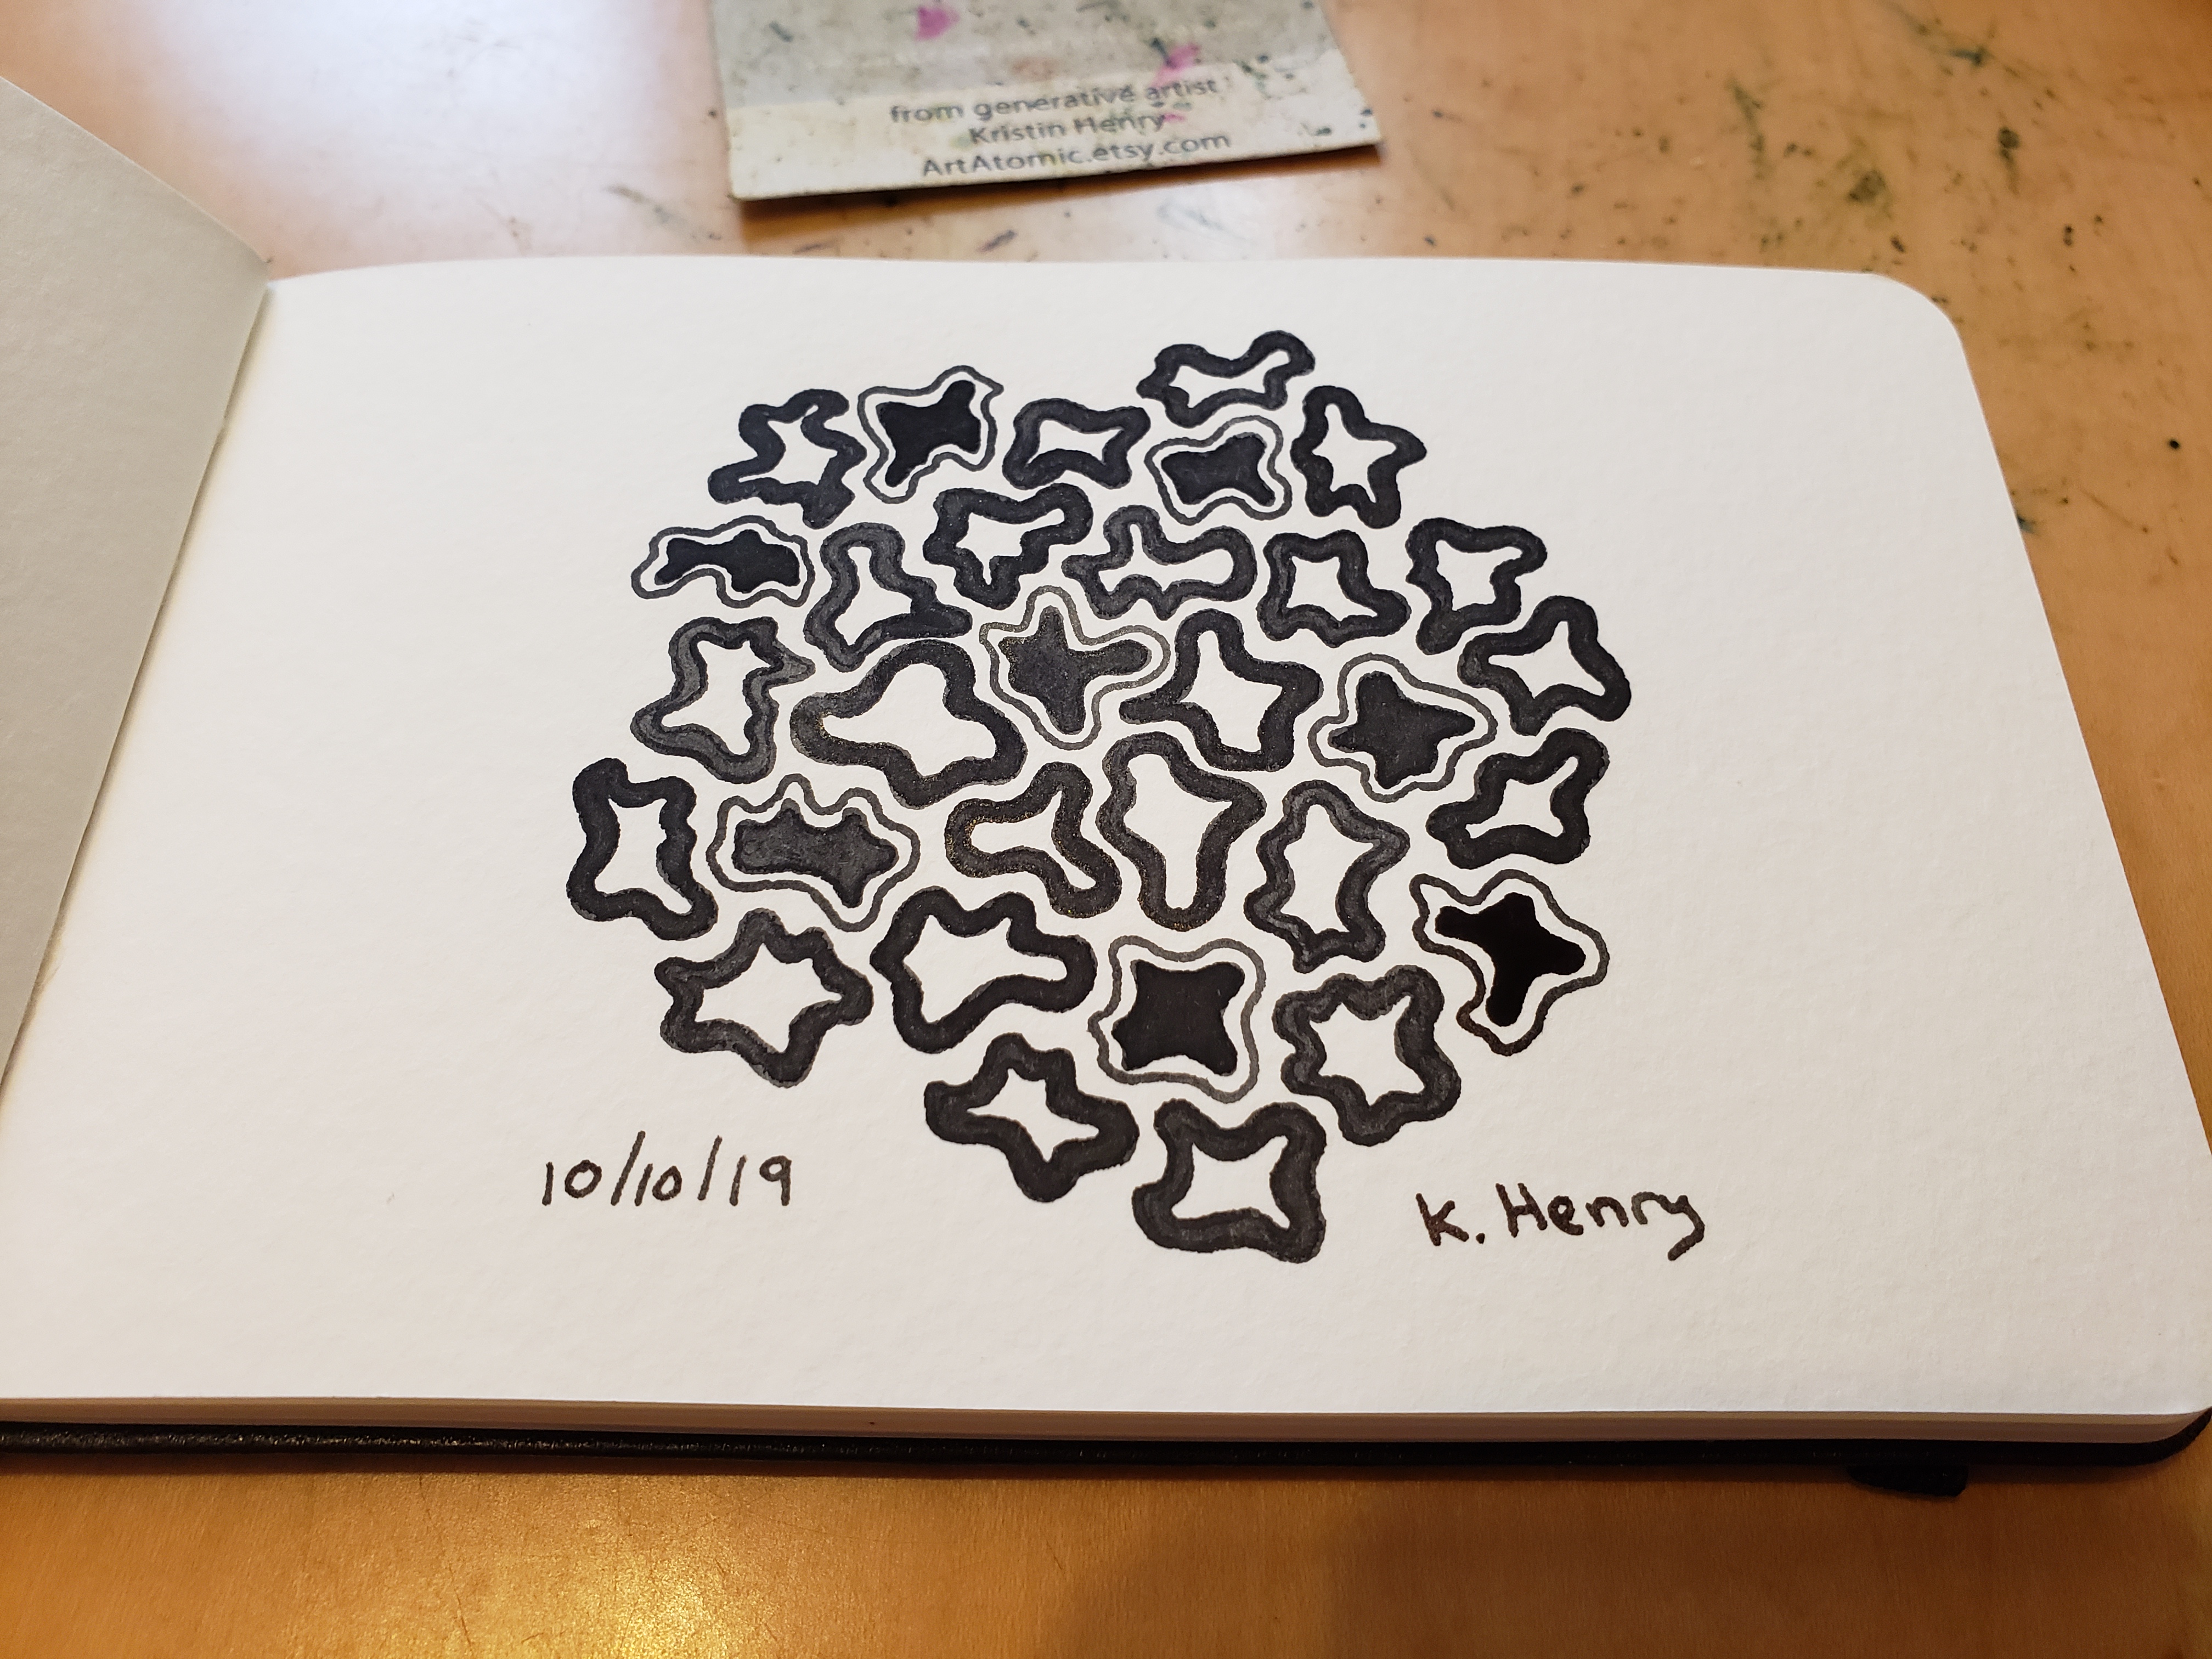 from generative artist
Kristin Henry
ArtAtomic.etsy.com
10/10/19
K. Henry